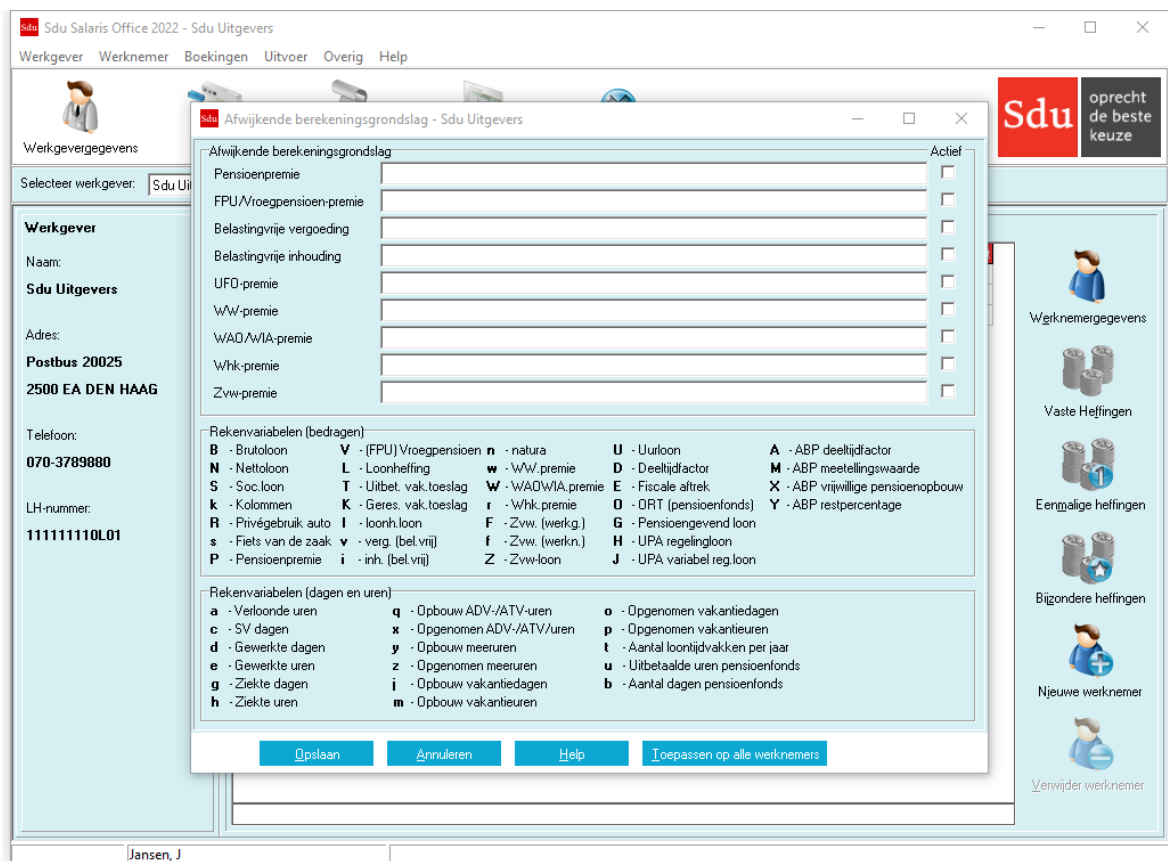 Sdu Sdu Salaris Office 2022 - Sdu Uitgevers
Werkgever Werknemer Boekingen Uitvoer Overig Help
Werkgevergegevens
Sdu oprecht
de beste
keuze
Selecteer werkgever: Sdu Ui
Werkgever
Naam:
Sdu Uitgevers
Adres:
Postbus 20025
2500 EA DEN HAAG
Telefoon:
070-3789880
LH-nummer:
111111110L01
Sdu Afwijkende berekeningsgrondslag - Sdu Uitgevers
Afwijkende berekeningsgrondslag Actief
Pensioenpremie
FPU/Vroegpensioen-premie
Belastingvrije vergoeding
Belastingvrije inhouding
UFO-premie
WW-premie
WAO/WIA-premie
Whk-premie
Zvw-premie
Rekenvariabelen (bedragen)
B - Brutoloon V - (FPU) Vroegpensioen n - natura U - Uurloon A - ABP deeltijdfactor
N - Nettoloon L - Loonheffing w - WW.premie D - Deeltijdfactor M - ABP meetellingswaarde
S - Soc.loon T - Uitbet. vak.toeslag W - WAOWIA.premie E - Fiscale aftrek X - ABP vrijwillige pensioenopbouw
k - Kolommen K - Geres. vak.toeslag r - Whk.premie O - ORT (pensioenfonds) Y - ABP restpercentage
R - Privégebruik auto l - loonh.loon F - Zvw. (werkg.) G - Pensioengevend loon
s - Fiets van de zaak v - verg. (bel.vrij) f - Zvw. (werkn.) H - UPA regelingloon
P - Pensioenpremie i - inh. (bel.vrij) Z - Zvw-loon J - UPA variabel reg.loon
Rekenvariabelen (dagen en uren)
a - Verloonde uren q - Opbouw ADV-/ATV-uren o - Opgenomen vakantiedagen
c - SV dagen x - Opgenomen ADV-/ATV/uren p - Opgenomen vakantieuren
d - Gewerkte dagen y - Opbouw meeruren t - Aantal loontijdvakken per jaar
e - Gewerkte uren z - Opgenomen meeruren u - Uitbetaalde uren pensioenfonds
g - Ziekte dagen j - Opbouw vakantiedagen b - Aantal dagen pensioenfonds
h - Ziekte uren m - Opbouw vakantieuren
Opslaan Annuleren Help Toepassen op alle werknemers
Werknemergegevens
Vaste Heffingen
Eenmalige heffingen
Bijzondere heffingen
Nieuwe werknemer
Verwijder werknemer
Jansen, J